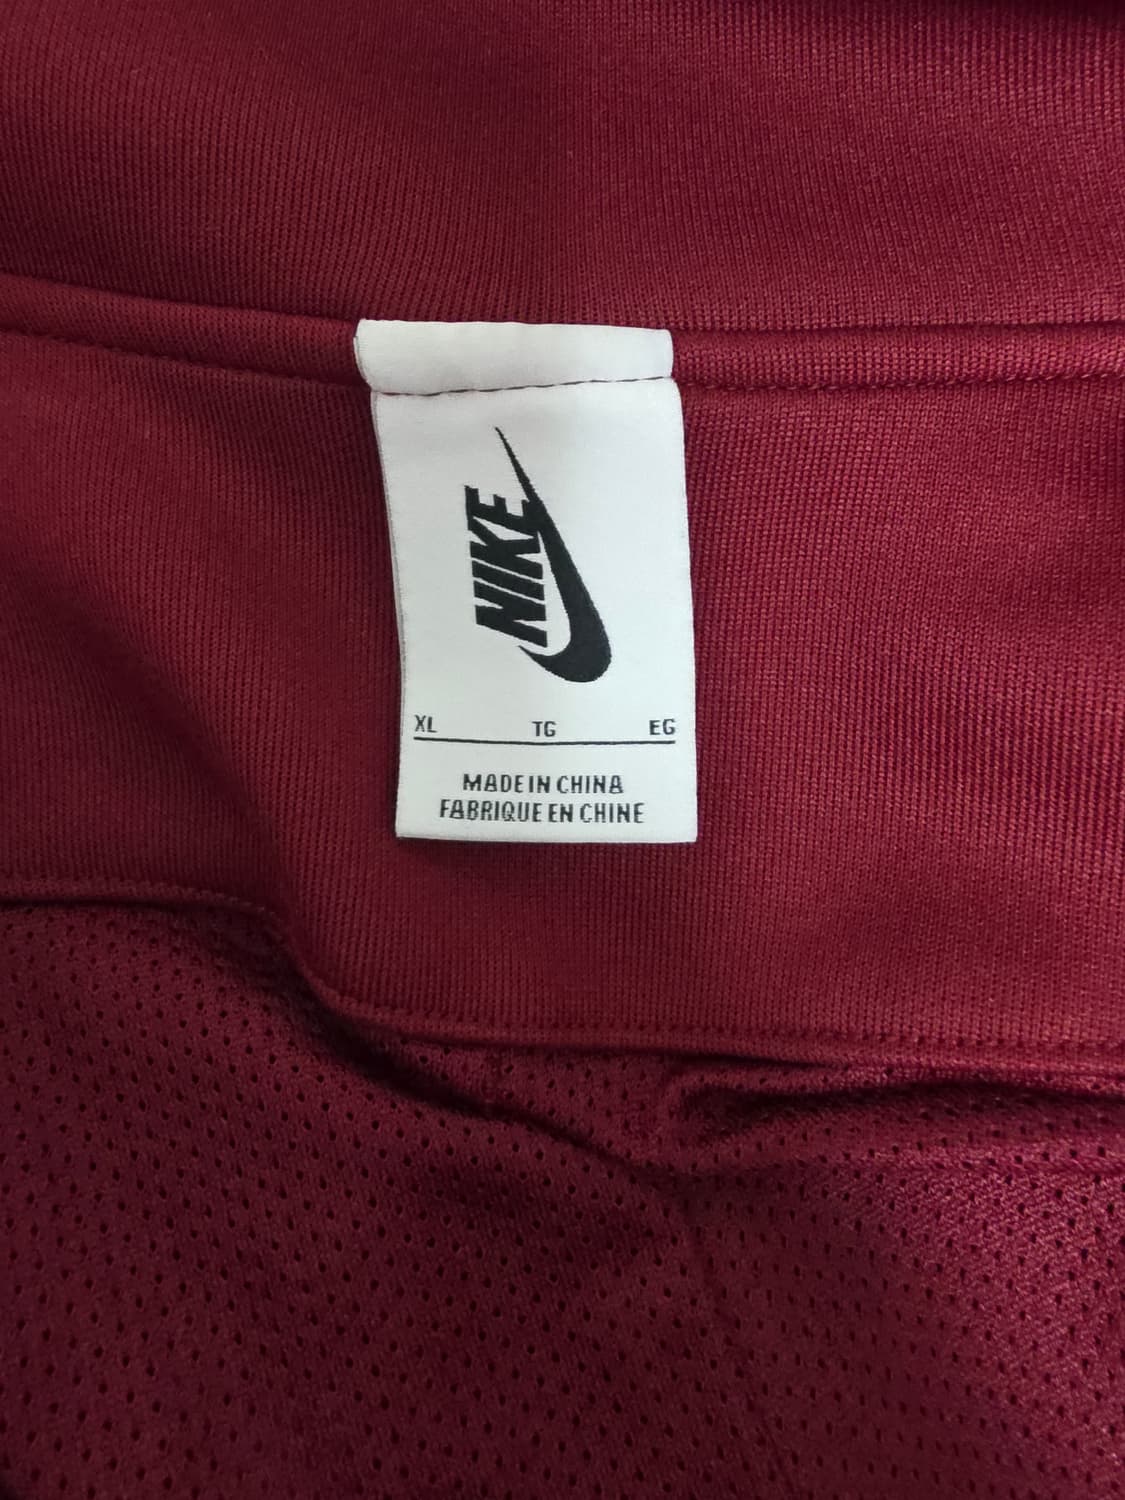 NIKE
XL TG EG
MADE IN CHINA
FABRIQUE EN CHINE